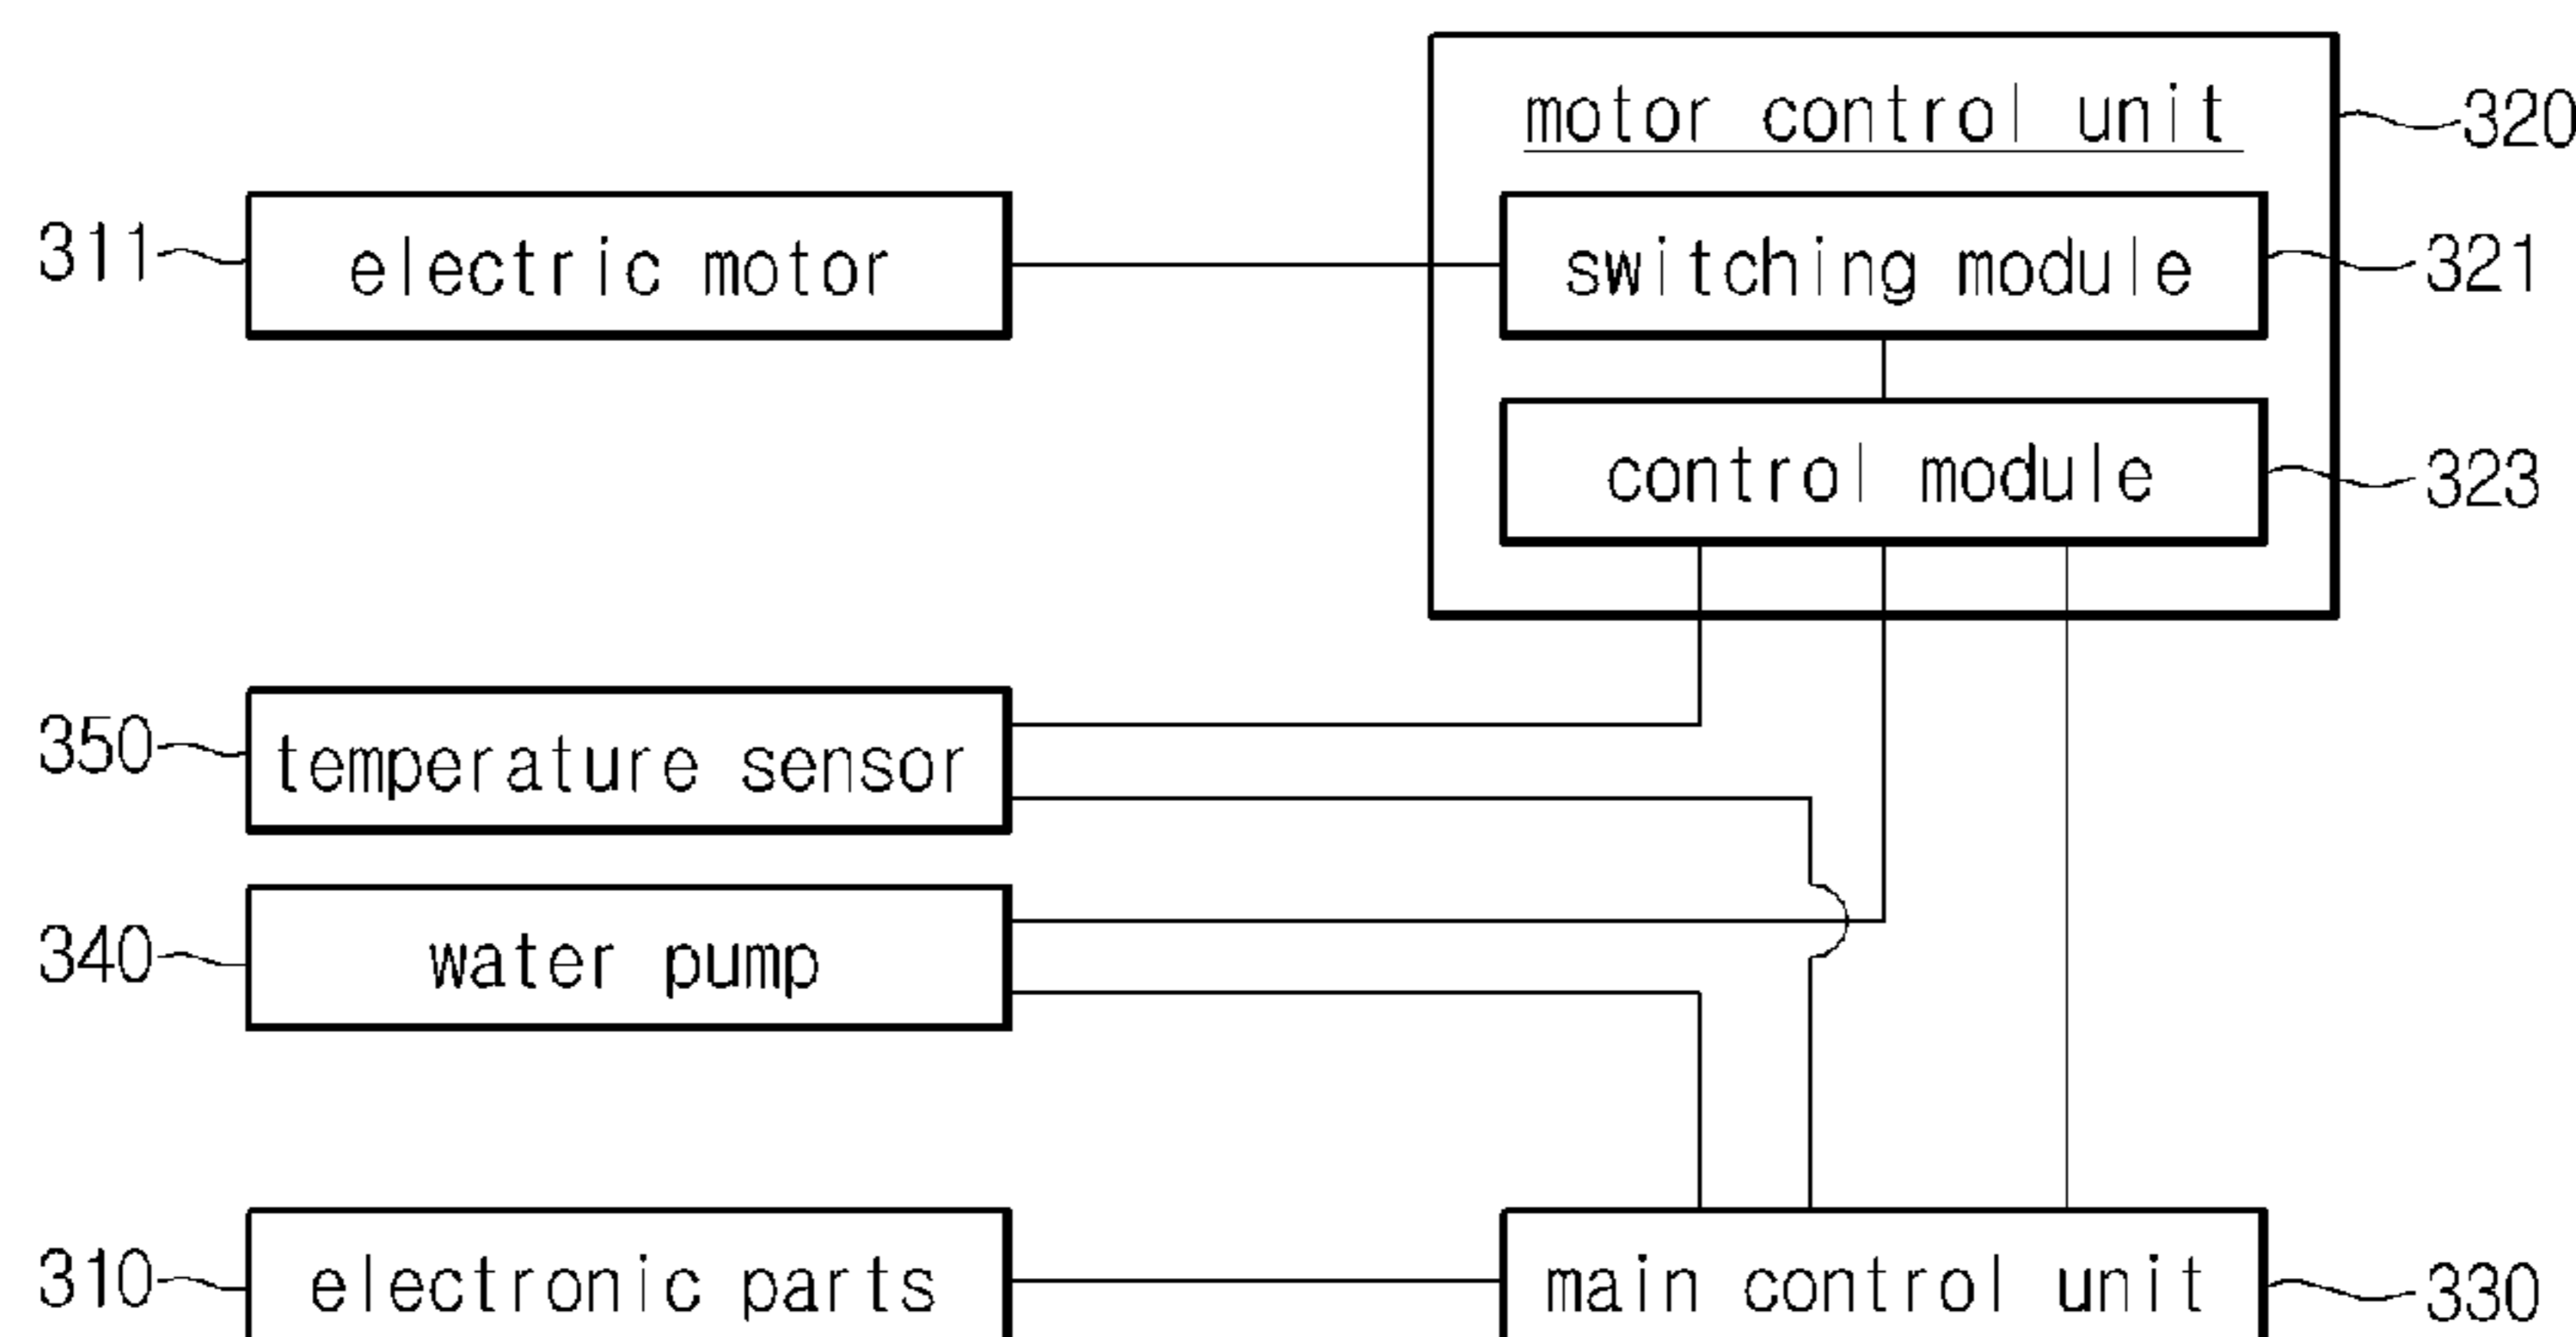 motor control unit
320
311
electric motor
switching module
321
control module
323
350
temperature sensor
340
water pump
310
electronic parts
main control unit
330